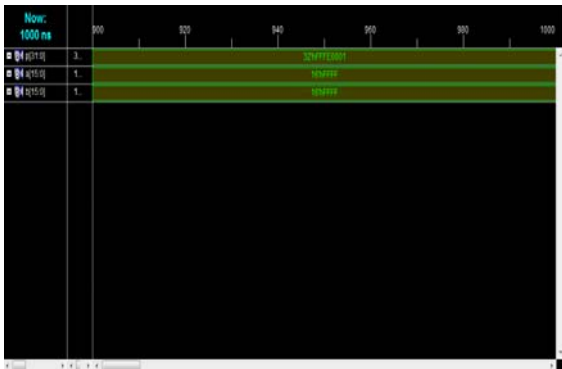 Now:
1000 ns
900 920 940 960 980 1000
p[31:0] 3... 32'hFFFE0001
a[15:0] 1... 16'hFFFF
b[15:0] 1... 16'hFFFF